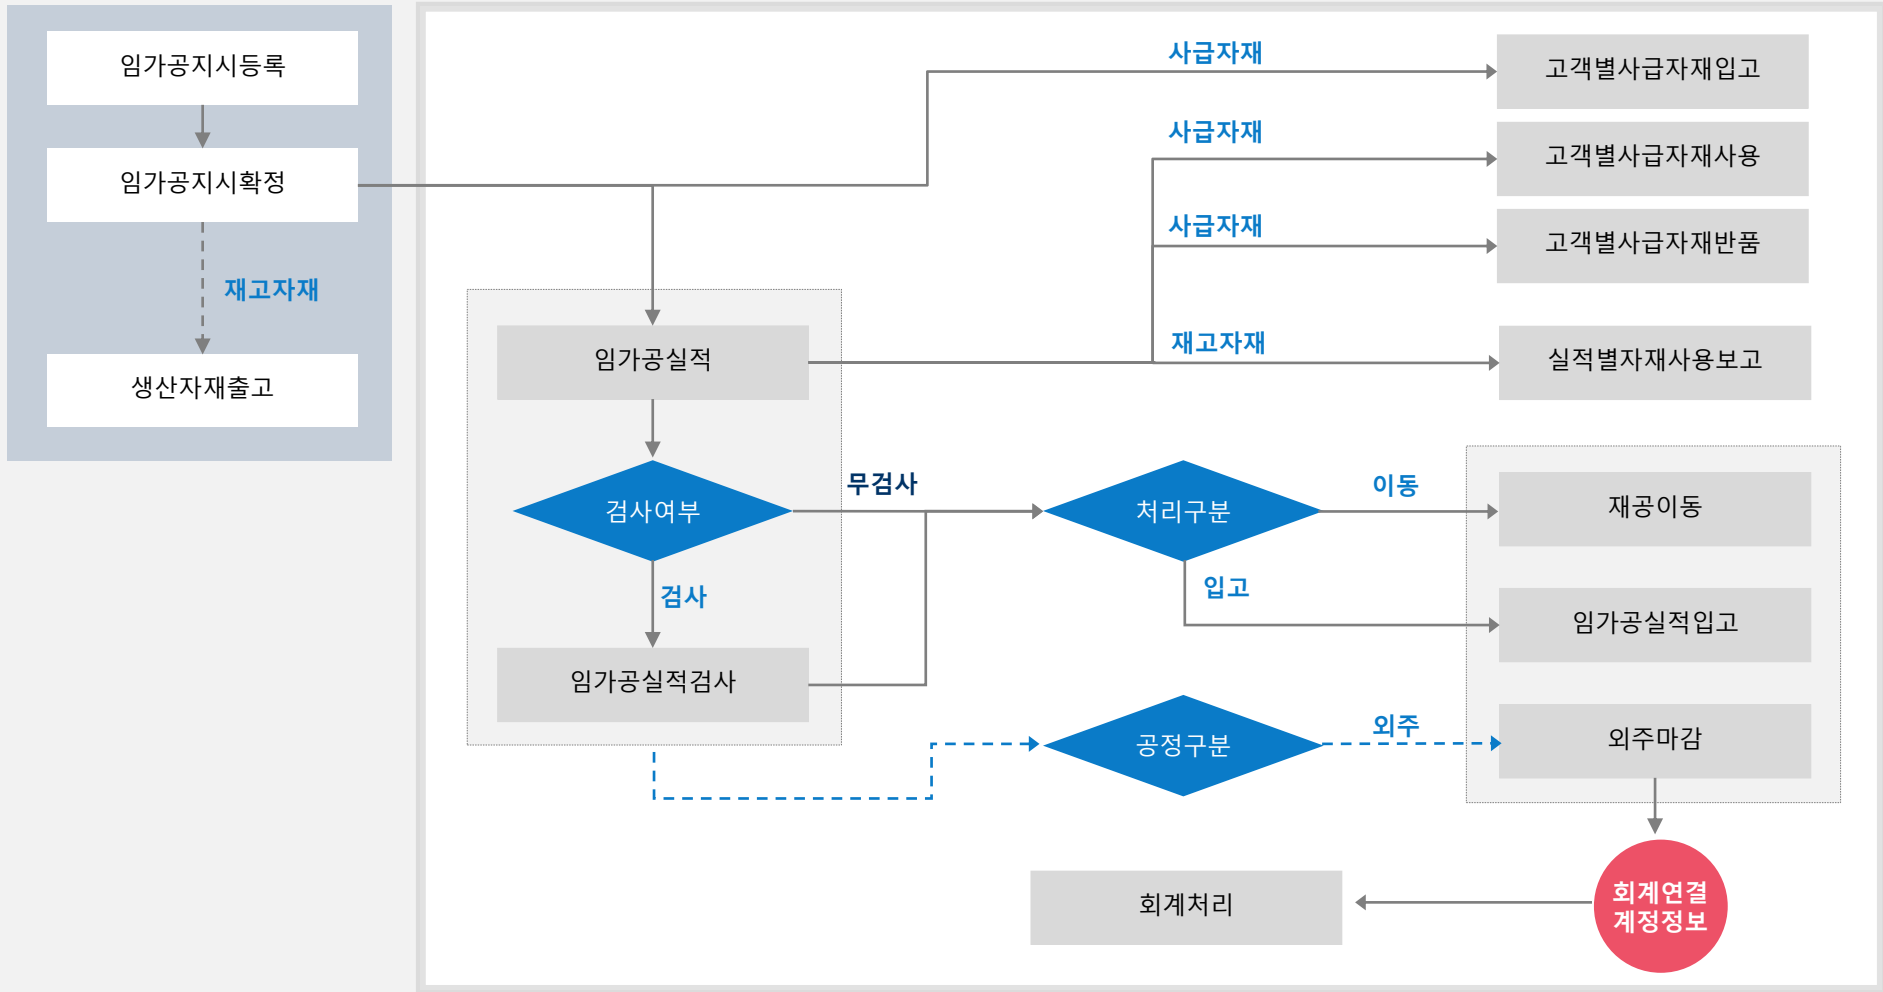 임가공지시등록
임가공지시확정
재고자재
생산자재출고
사급자재
고객별사급자재입고
사급자재
고객별사급자재사용
사급자재
고객별사급자재반품
재고자재
실적별자재사용보고
임가공실적
검사여부
무검사
처리구분
이동
재공이동
검사
입고
임가공실적입고
임가공실적검사
공정구분
외주
외주마감
회계처리
회계연결
계정정보